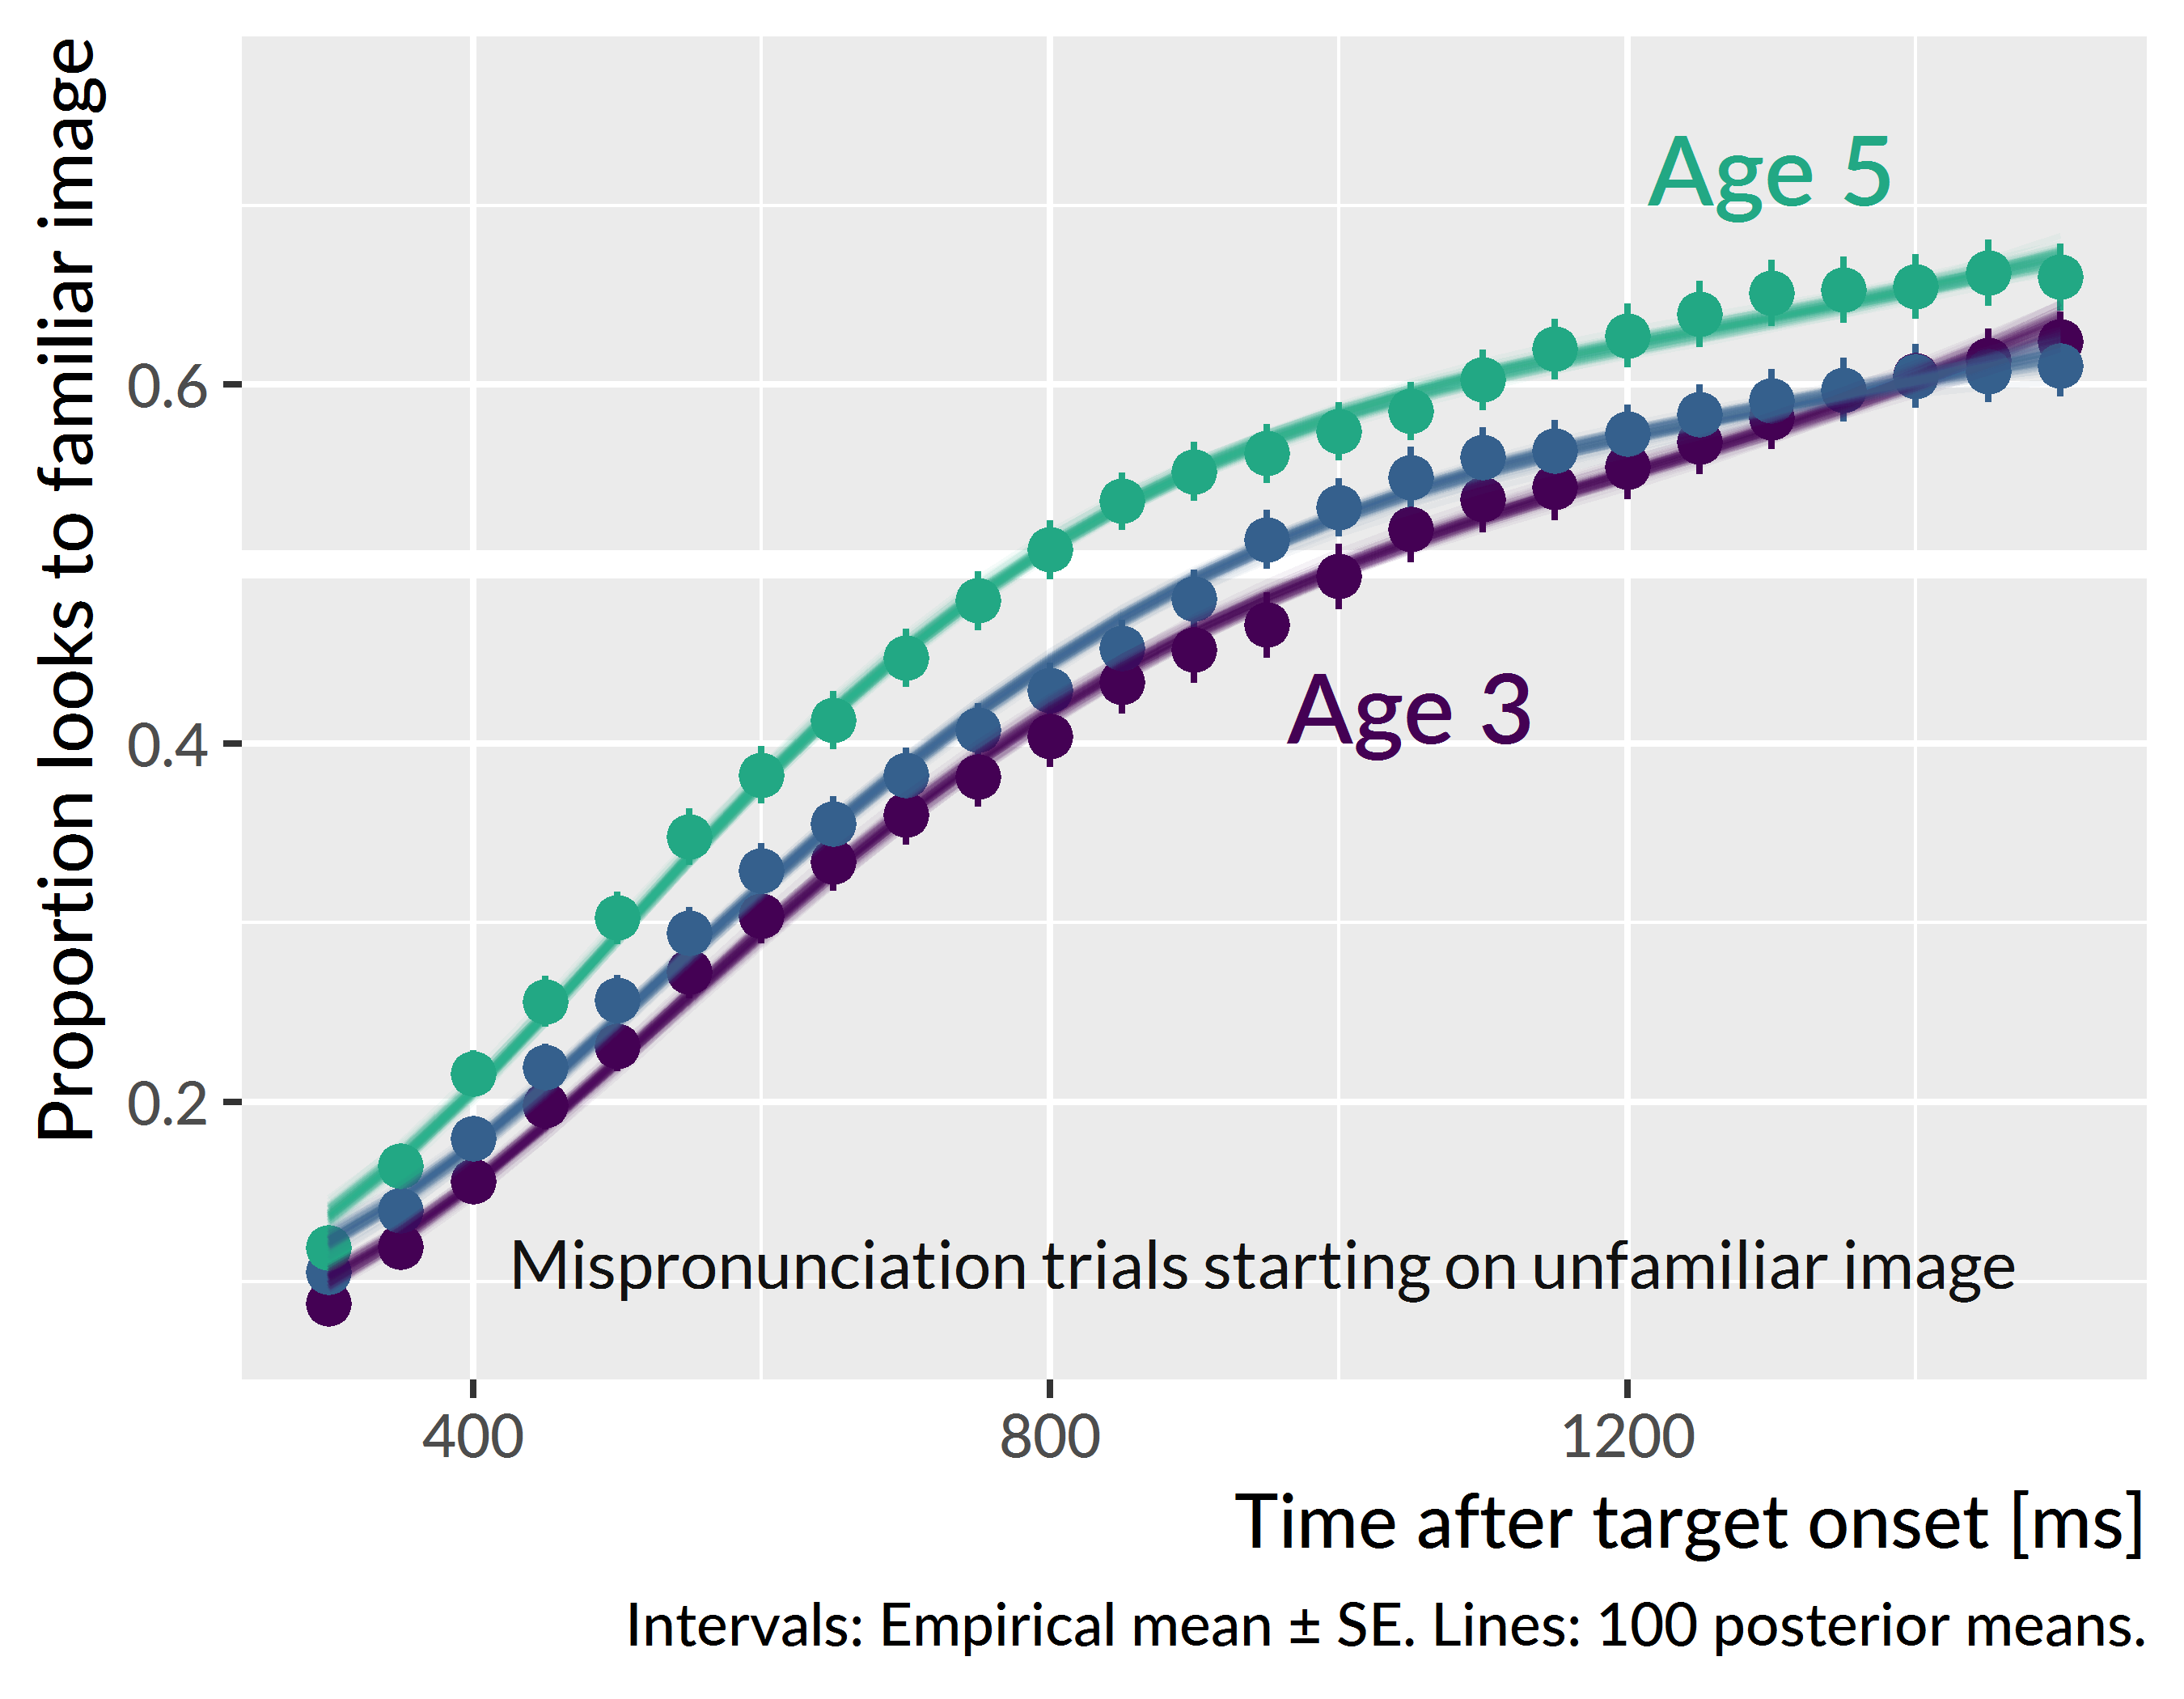 Proportion looks to familiar image
0.6
0.4
0.2
Age 5
Age 3
Mispronunciation trials starting on unfamiliar image
400 800 1200
Time after target onset [ms]
Intervals: Empirical mean ± SE. Lines: 100 posterior means.